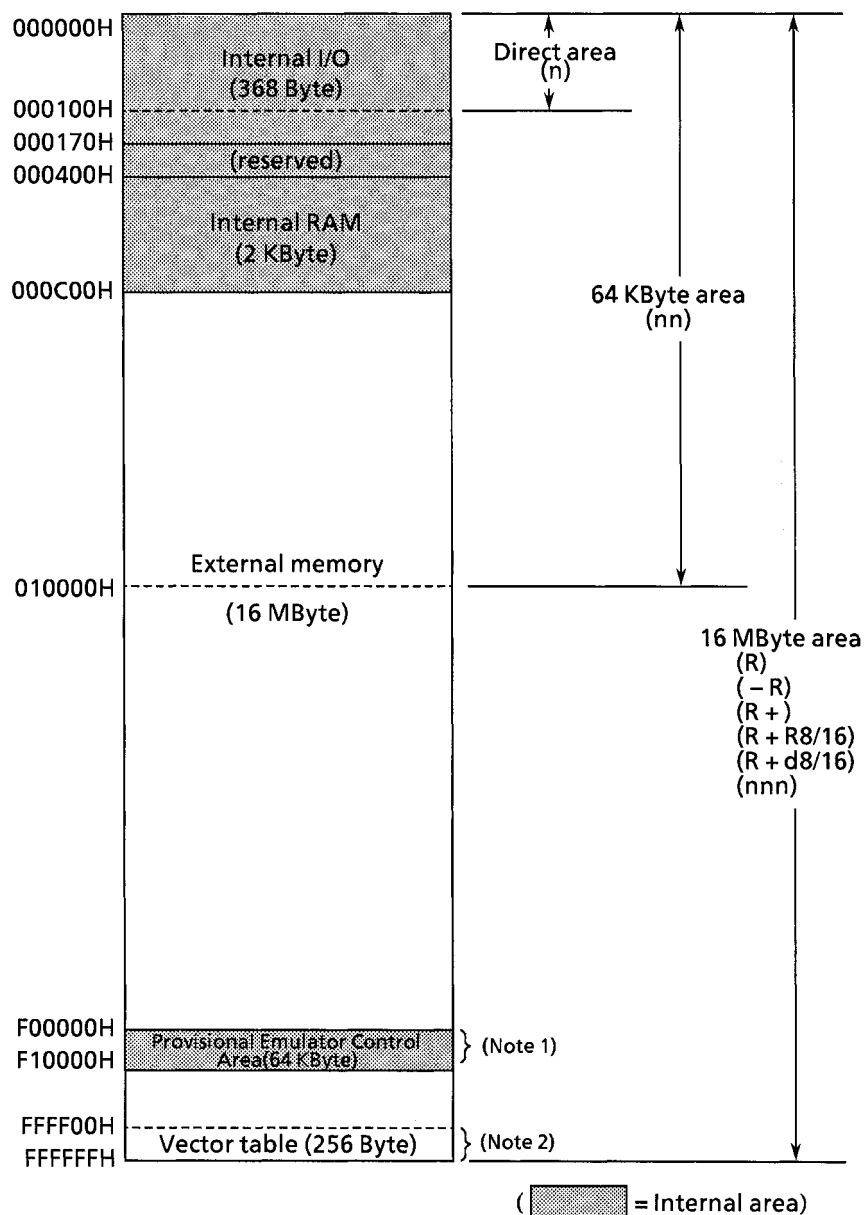 000000H
Internal I/O
(368 Byte)
Direct area
(n)
000100H
000170H
(reserved)
000400H
Internal RAM
(2 KByte)
000C00H
64 KByte area
(nn)
External memory
010000H
(16 MByte)
16 MByte area
(R)
( – R)
(R + )
(R + R8/16)
(R + d8/16)
(nnn)
F00000H
Provisional Emulator Control
Area(64 KByte)
(Note 1)
F10000H
FFFF00H
Vector table (256 Byte)
(Note 2)
FFFFFFH
( = Internal area)